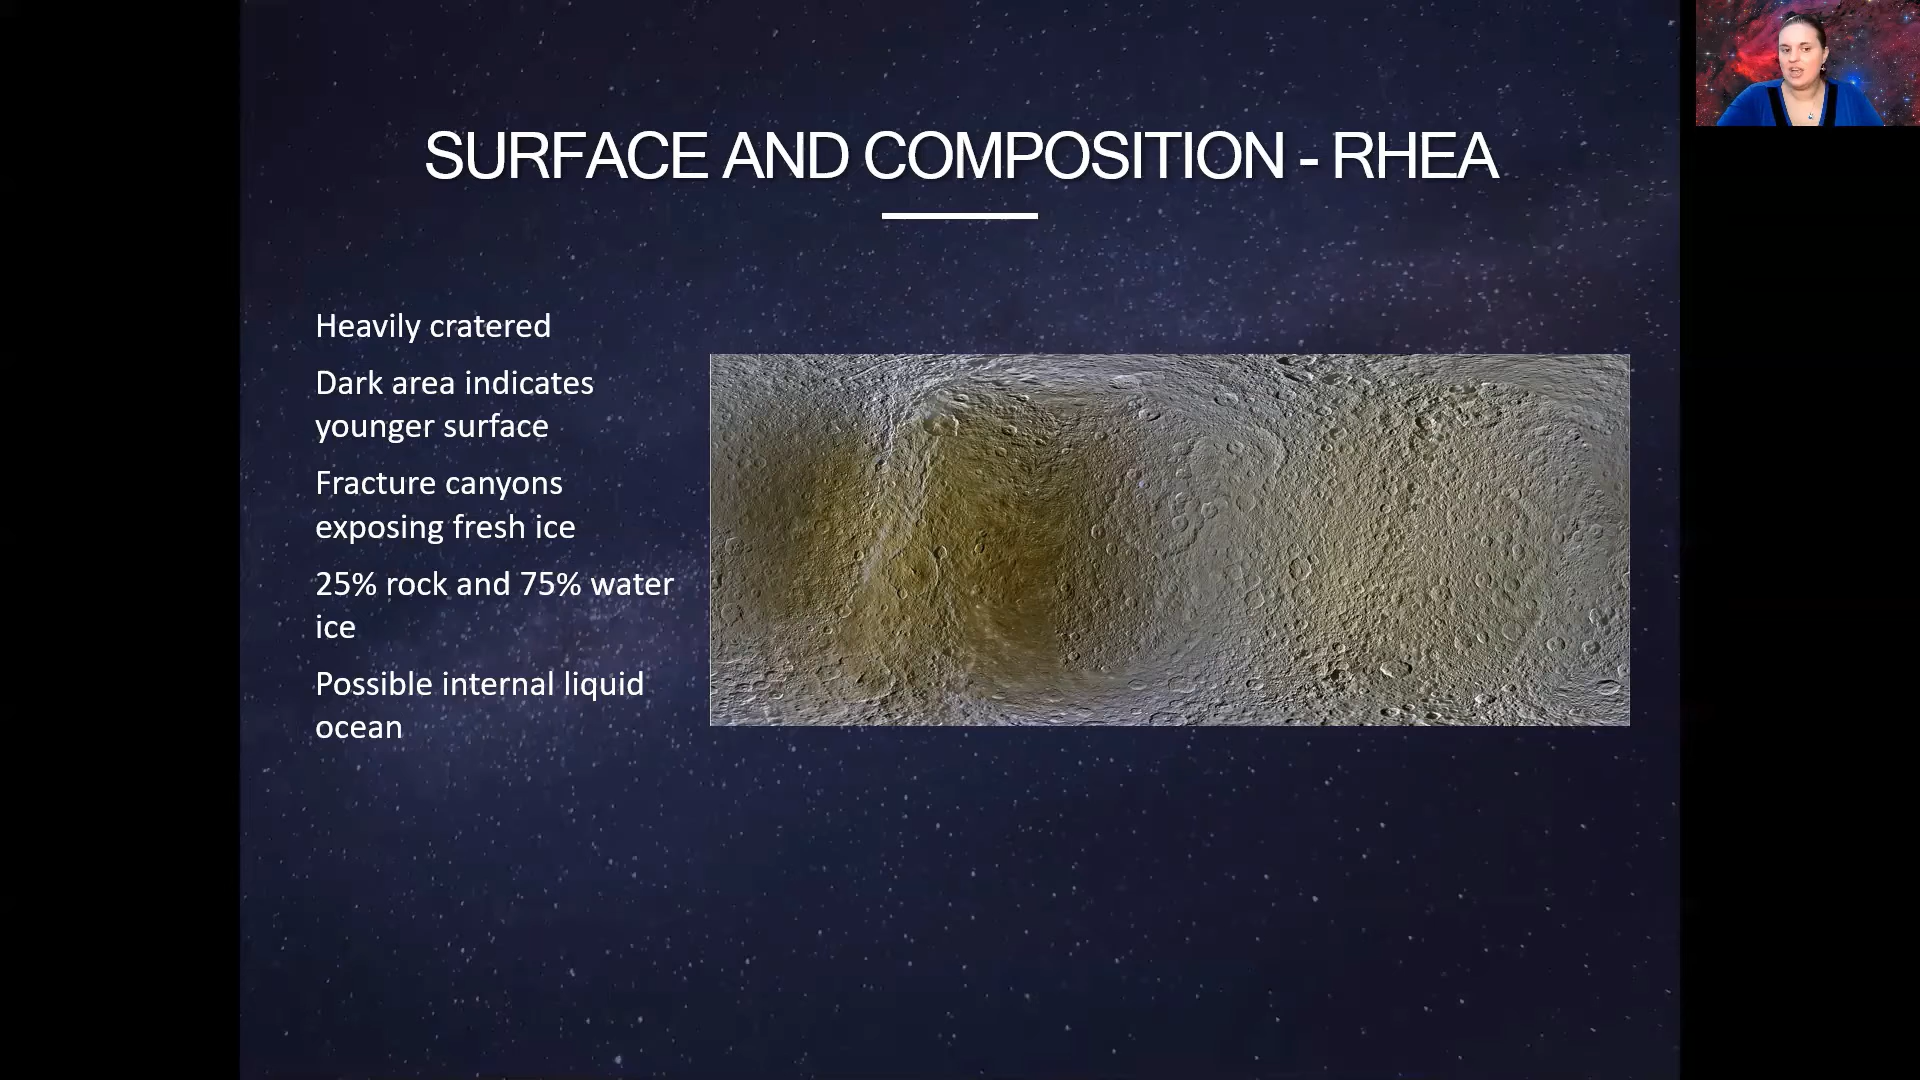 SURFACE AND COMPOSITION - RHEA
Heavily cratered
Dark area indicates
younger surface
Fracture canyons
exposing fresh ice
25% rock and 75% water
ice
Possible internal liquid
ocean